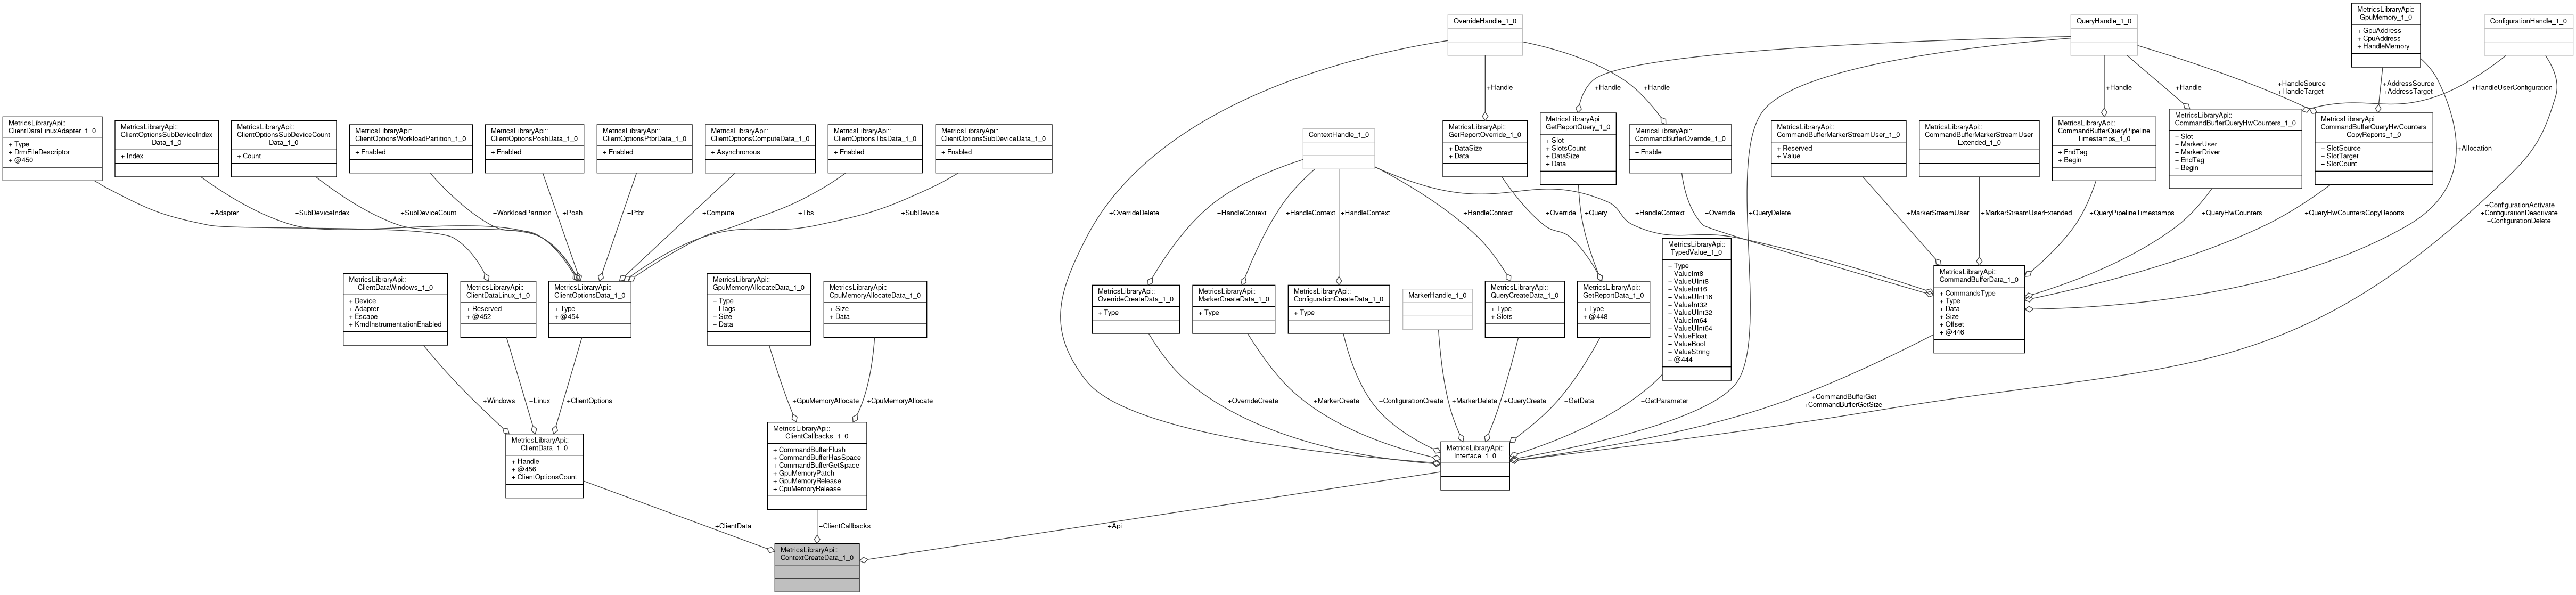 OverrideHandle_1_0
QueryHandle_1_0
MetricsLibraryApi::
GpuMemory_1_0
+ GpuAddress
+ CpuAddress
+ HandleMemory
ConfigurationHandle_1_0
+Handle
+Handle
+Handle
+Handle
+Handle
+HandleSource
+HandleTarget
+AddressSource
+AddressTarget
+HandleUserConfiguration
MetricsLibraryApi::
ClientDataLinuxAdapter_1_0
+ Type
+ DrmFileDescriptor
+ @450
MetricsLibraryApi::
ClientOptionsSubDeviceIndex
Data_1_0
+ Index
MetricsLibraryApi::
ClientOptionsSubDeviceCount
Data_1_0
+ Count
MetricsLibraryApi::
ClientOptionsWorkloadPartition_1_0
+ Enabled
MetricsLibraryApi::
ClientOptionsPoshData_1_0
+ Enabled
MetricsLibraryApi::
ClientOptionsPtbrData_1_0
+ Enabled
MetricsLibraryApi::
ClientOptionsComputeData_1_0
+ Asynchronous
MetricsLibraryApi::
ClientOptionsTbsData_1_0
+ Enabled
MetricsLibraryApi::
ClientOptionsSubDeviceData_1_0
+ Enabled
ContextHandle_1_0
MetricsLibraryApi::
GetReportOverride_1_0
+ DataSize
+ Data
MetricsLibraryApi::
GetReportQuery_1_0
+ Slot
+ SlotsCount
+ DataSize
+ Data
MetricsLibraryApi::
CommandBufferOverride_1_0
+ Enable
MetricsLibraryApi::
CommandBufferMarkerStreamUser_1_0
+ Reserved
+ Value
MetricsLibraryApi::
CommandBufferMarkerStreamUser
Extended_1_0
MetricsLibraryApi::
CommandBufferQueryPipeline
Timestamps_1_0
+ EndTag
+ Begin
MetricsLibraryApi::
CommandBufferQueryHwCounters_1_0
+ Slot
+ MarkerUser
+ MarkerDriver
+ EndTag
+ Begin
MetricsLibraryApi::
CommandBufferQueryHwCounters
CopyReports_1_0
+ SlotSource
+ SlotTarget
+ SlotCount
+Allocation
+Adapter
+SubDeviceIndex
+SubDeviceCount
+WorkloadPartition
+Posh
+Ptbr
+Compute
+Tbs
+SubDevice
+OverrideDelete
+HandleContext
+HandleContext
+HandleContext
+HandleContext
+Override
+Query
+HandleContext
+Override
+QueryDelete
+MarkerStreamUser
+MarkerStreamUserExtended
+QueryPipelineTimestamps
+QueryHwCounters
+QueryHwCountersCopyReports
+ConfigurationActivate
+ConfigurationDeactivate
+ConfigurationDelete
MetricsLibraryApi::
ClientDataWindows_1_0
+ Device
+ Adapter
+ Escape
+ KmdInstrumentationEnabled
MetricsLibraryApi::
ClientDataLinux_1_0
+ Reserved
+ @452
MetricsLibraryApi::
ClientOptionsData_1_0
+ Type
+ @454
MetricsLibraryApi::
GpuMemoryAllocateData_1_0
+ Type
+ Flags
+ Size
+ Data
MetricsLibraryApi::
CpuMemoryAllocateData_1_0
+ Size
+ Data
MetricsLibraryApi::
OverrideCreateData_1_0
+ Type
MetricsLibraryApi::
MarkerCreateData_1_0
+ Type
MetricsLibraryApi::
ConfigurationCreateData_1_0
+ Type
MarkerHandle_1_0
MetricsLibraryApi::
QueryCreateData_1_0
+ Type
+ Slots
MetricsLibraryApi::
GetReportData_1_0
+ Type
+ @448
MetricsLibraryApi::
TypedValue_1_0
+ Type
+ ValueInt8
+ ValueUInt8
+ ValueInt16
+ ValueUInt16
+ ValueInt32
+ ValueUInt32
+ ValueInt64
+ ValueUInt64
+ ValueFloat
+ ValueBool
+ ValueString
+ @444
MetricsLibraryApi::
CommandBufferData_1_0
+ CommandsType
+ Type
+ Data
+ Size
+ Offset
+ @446
+Windows
+Linux
+ClientOptions
+GpuMemoryAllocate
+CpuMemoryAllocate
+OverrideCreate
+MarkerCreate
+ConfigurationCreate
+MarkerDelete
+QueryCreate
+GetData
+GetParameter
+CommandBufferGet
+CommandBufferGetSize
MetricsLibraryApi::
ClientData_1_0
+ Handle
+ @456
+ ClientOptionsCount
MetricsLibraryApi::
ClientCallbacks_1_0
+ CommandBufferFlush
+ CommandBufferHasSpace
+ CommandBufferGetSpace
+ GpuMemoryPatch
+ GpuMemoryRelease
+ CpuMemoryRelease
MetricsLibraryApi::
Interface_1_0
+ClientData
+ClientCallbacks
+Api
MetricsLibraryApi::
ContextCreateData_1_0